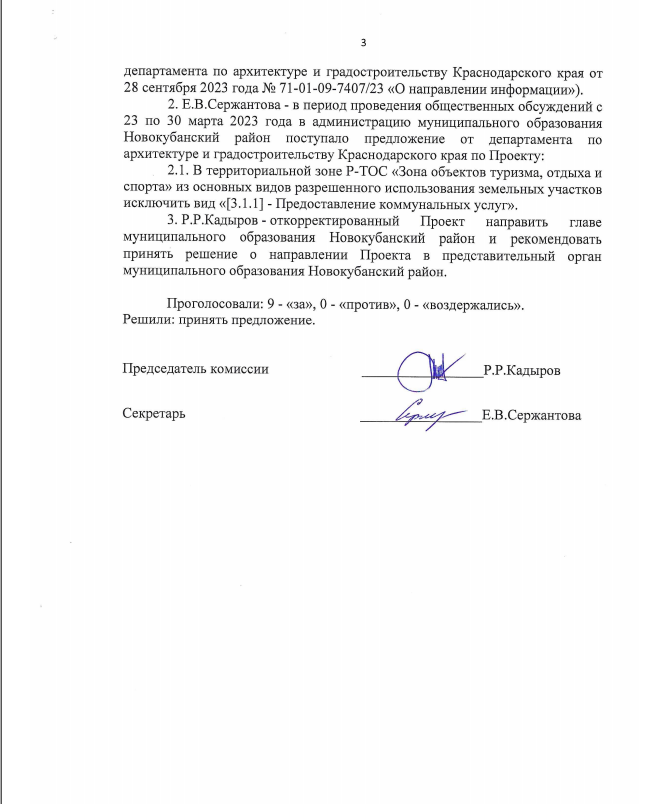 3
департамента по архитектуре и градостроительству Краснодарского края от
28 сентября 2023 года № 71-01-09-7407/23 «О направлении информации»).
2. Е.В.Сержантова - в период проведения общественных обсуждений с
23 по 30 марта 2023 года в администрацию муниципального образования
Новокубанский район поступало предложение от департамента по
архитектуре и градостроительству Краснодарского края по Проекту:
2.1. В территориальной зоне Р-ТОС «Зона объектов туризма, отдыха и
спорта» из основных видов разрешенного использования земельных участков
исключить вид «[3.1.1] - Предоставление коммунальных услуг».
3. Р.Р.Кадыров - откорректированный Проект направить главе
муниципального образования Новокубанский район и рекомендовать
принять решение о направлении Проекта в представительный орган
муниципального образования Новокубанский район.
Проголосовали: 9 - «за», 0 - «против», 0 - «воздержались».
Решили: принять предложение.
Председатель комиссии Р.Р.Кадыров
Секретарь Е.В.Сержантова